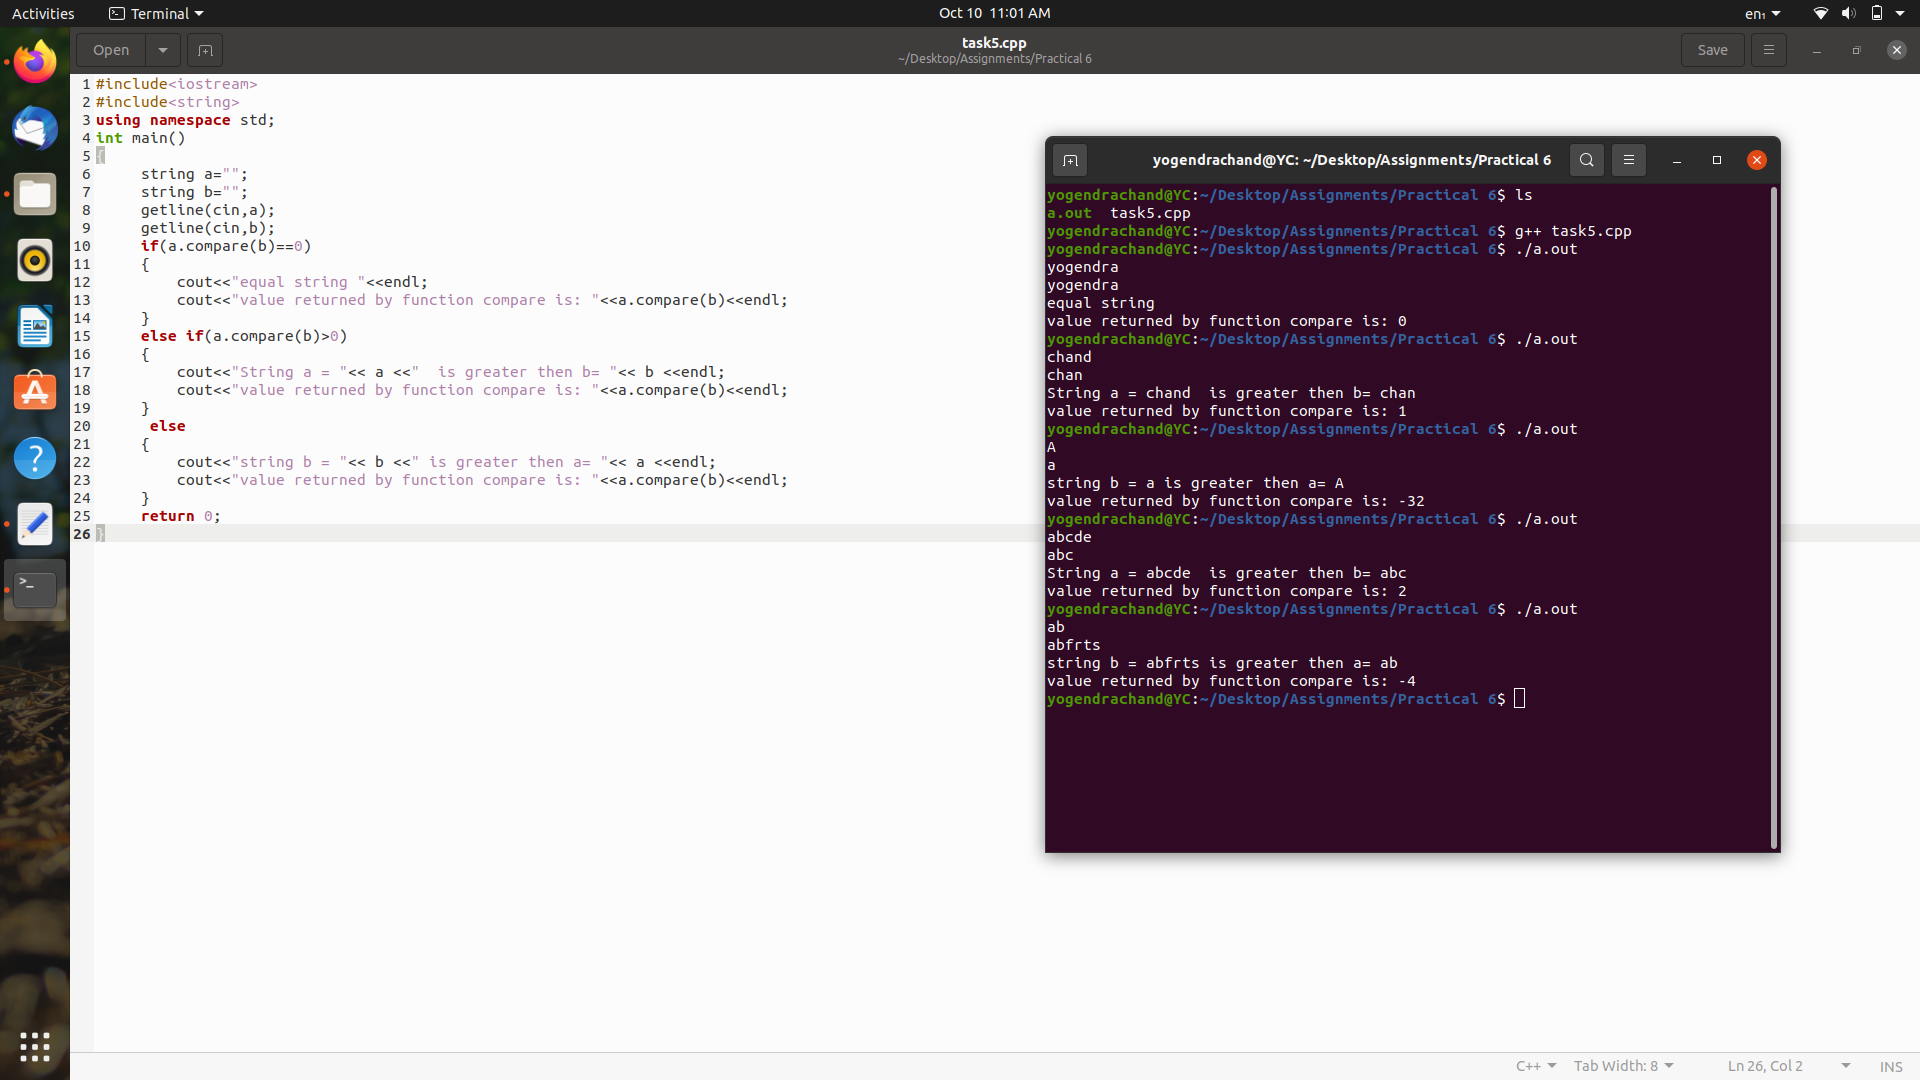 Activities
Terminal
Oct 10 11:01 AM
en₁
Open
task5.cpp
~/Desktop/Assignments/Practical 6
Save
1 #include<iostream>
2 #include<string>
3 using namespace std;
4 int main()
5 {
6      string a="";
7      string b="";
8      getline(cin,a);
9      getline(cin,b);
10      if(a.compare(b)==0)
11      {
12          cout<<"equal string "<<endl;
13          cout<<"value returned by function compare is: "<<a.compare(b)<<endl;
14      }
15      else if(a.compare(b)>0)
16      {
17          cout<<"String a = "<< a <<"  is greater then b= "<< b <<endl;
18          cout<<"value returned by function compare is: "<<a.compare(b)<<endl;
19      }
20       else
21      {
22          cout<<"string b = "<< b <<" is greater then a= "<< a <<endl;
23          cout<<"value returned by function compare is: "<<a.compare(b)<<endl;
24      }
25      return 0;
26 }
yogendrachand@YC: ~/Desktop/Assignments/Practical 6
yogendrachand@YC:~/Desktop/Assignments/Practical 6$ ls
a.out  task5.cpp
yogendrachand@YC:~/Desktop/Assignments/Practical 6$ g++ task5.cpp
yogendrachand@YC:~/Desktop/Assignments/Practical 6$ ./a.out
yogendra
yogendra
equal string
value returned by function compare is: 0
yogendrachand@YC:~/Desktop/Assignments/Practical 6$ ./a.out
chand
chan
String a = chand  is greater then b= chan
value returned by function compare is: 1
yogendrachand@YC:~/Desktop/Assignments/Practical 6$ ./a.out
A
a
string b = a is greater then a= A
value returned by function compare is: -32
yogendrachand@YC:~/Desktop/Assignments/Practical 6$ ./a.out
abcde
abc
String a = abcde  is greater then b= abc
value returned by function compare is: 2
yogendrachand@YC:~/Desktop/Assignments/Practical 6$ ./a.out
ab
abfrts
string b = abfrts is greater then a= ab
value returned by function compare is: -4
yogendrachand@YC:~/Desktop/Assignments/Practical 6$
C++
Tab Width: 8
Ln 26, Col 2
INS